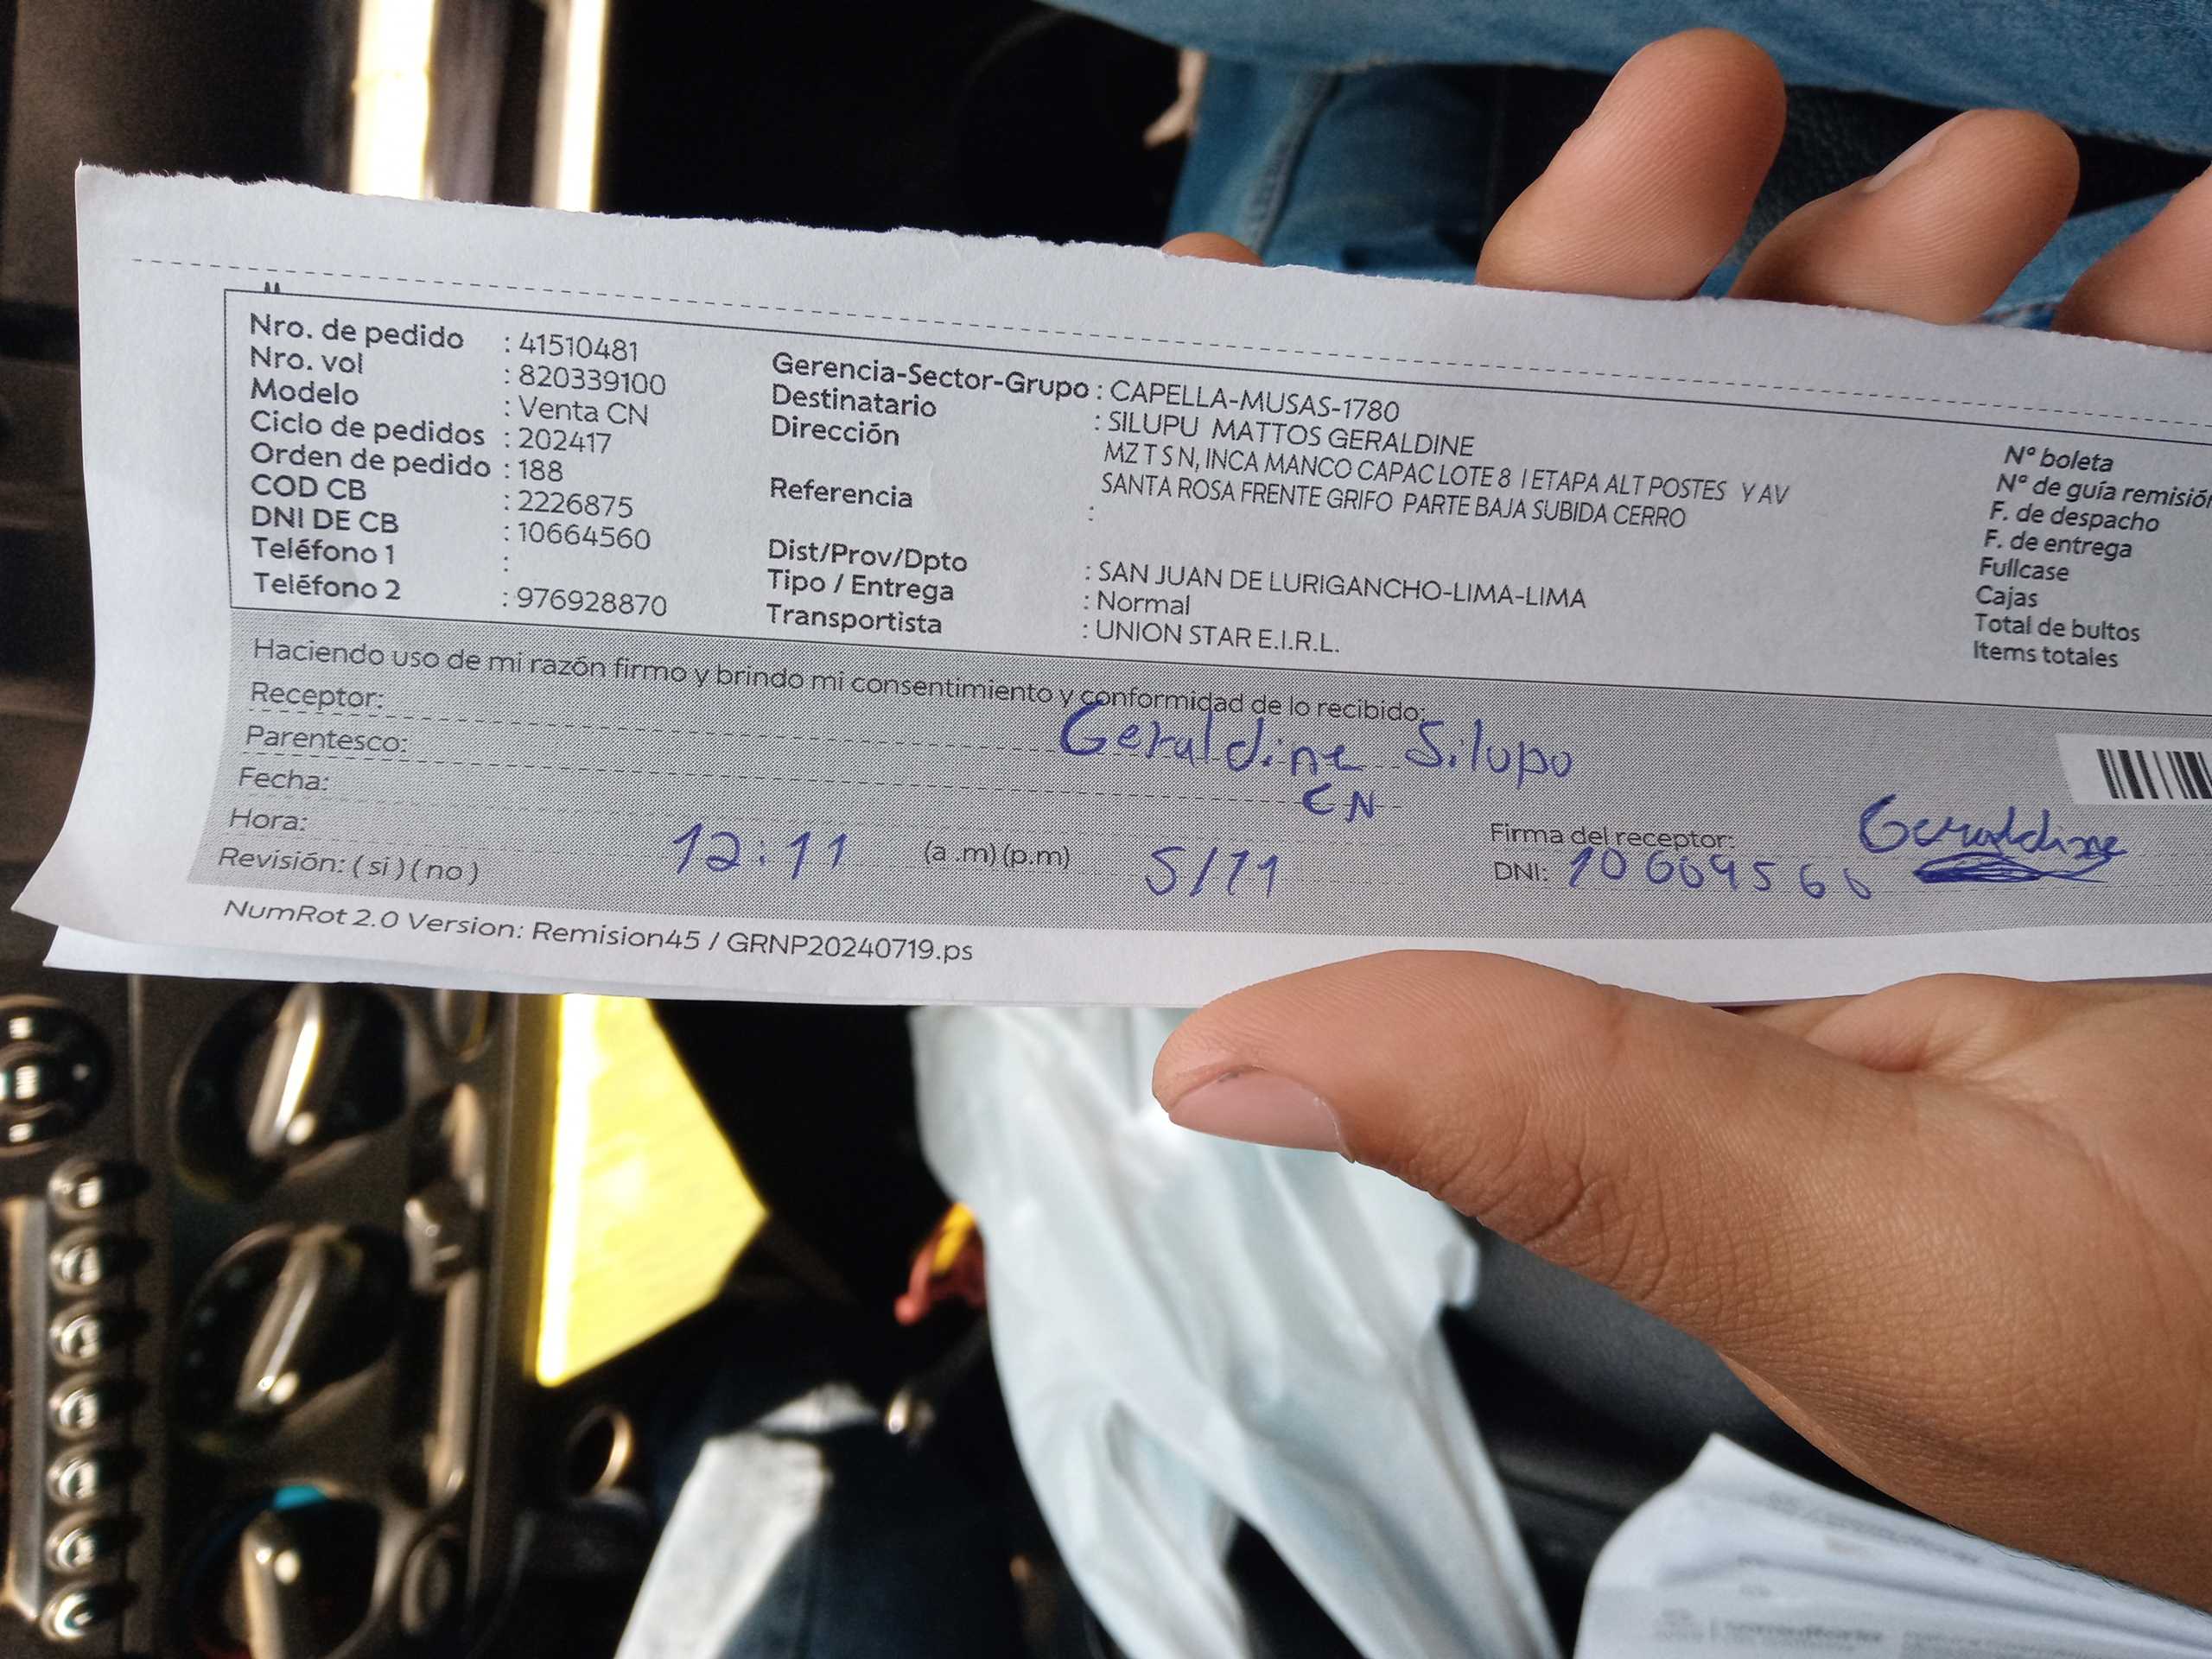 Nro. de pedido : 41510481
Nro. vol : 820339100
Modelo : Venta CN
Ciclo de pedidos : 202417
Orden de pedido : 188
COD CB : 2226875
DNI DE CB : 10664560
Teléfono 1 :
Teléfono 2 : 976928870
Gerencia-Sector-Grupo : CAPELLA-MUSAS-1780
Destinatario : SILUPU MATTOS GERALDINE
Dirección MZ T S N, INCA MANCO CAPAC LOTE 8 I ETAPA ALT POSTES Y AV
SANTA ROSA FRENTE GRIFO PARTE BAJA SUBIDA CERRO
Referencia :
Dist/Prov/Dpto : SAN JUAN DE LURIGANCHO-LIMA-LIMA
Tipo / Entrega : Normal
Transportista : UNION STAR E.I.R.L.
N° boleta
N° de guía remisión
F. de despacho
F. de entrega
Fullcase
Cajas
Total de bultos
Items totales
Haciendo uso de mi razón firmo y brindo mi consentimiento y conformidad de lo recibido:
Receptor: Geraldine Silupu
Parentesco: CN
Fecha:
Hora: 12:11 (a .m) (p.m) 5/11
Revisión: ( si ) ( no )
Firma del receptor: Geraldine
DNI:
NumRot 2.0 Version: Remision45 / GRNP20240719.ps